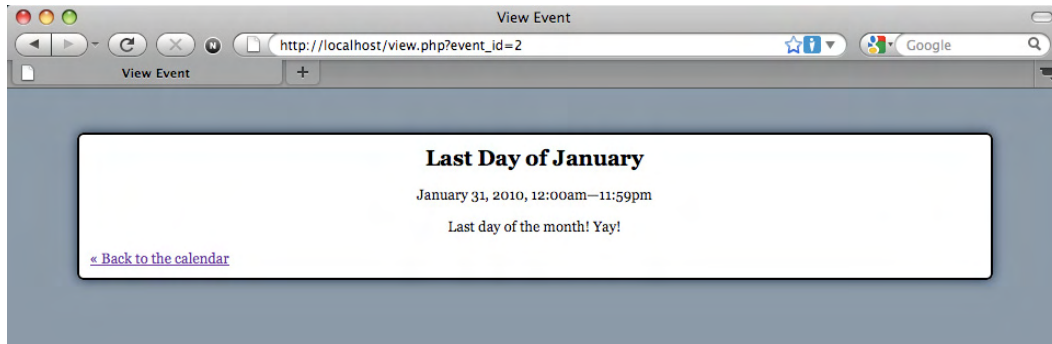 View Event
http://localhost/view.php?event_id=2
Google
View Event
Last Day of January
January 31, 2010, 12:00am—11:59pm
Last day of the month! Yay!
« Back to the calendar